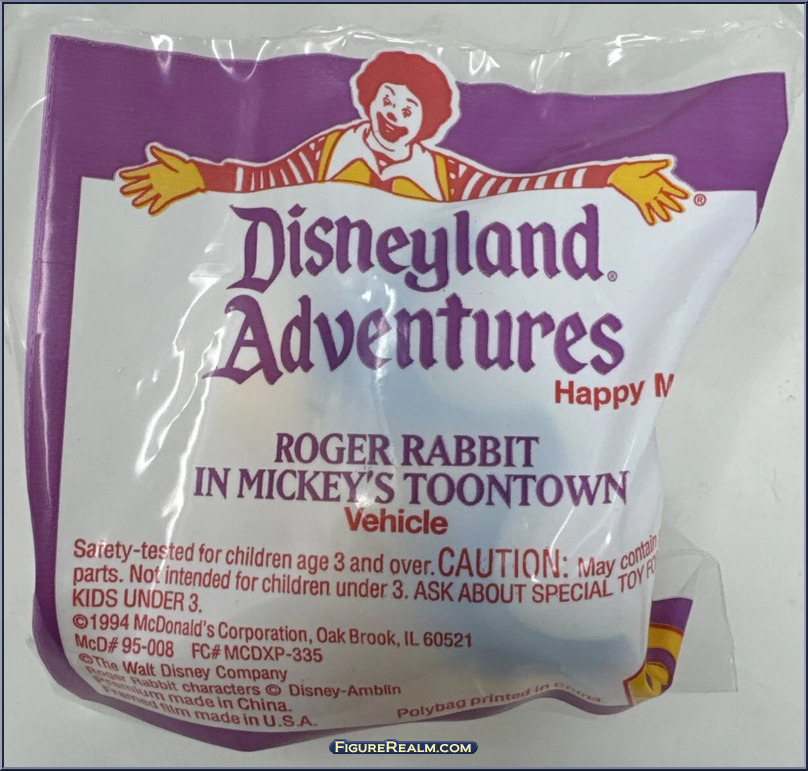 ®
Disneyland®
Adventures
Happy M
ROGER RABBIT
IN MICKEY'S TOONTOWN
Vehicle
Safety-tested for children age 3 and over. CAUTION: May contain
parts. Not intended for children under 3. ASK ABOUT SPECIAL TOY FO
KIDS UNDER 3.
©1994 McDonald's Corporation, Oak Brook, IL 60521
McD# 95-008 FC# MCDXP-335
©The Walt Disney Company
Roger Rabbit characters © Disney-Amblin
Premium made in China.
Framed film made in U.S.A.
Polybag printed in China.
FigureRealm.com